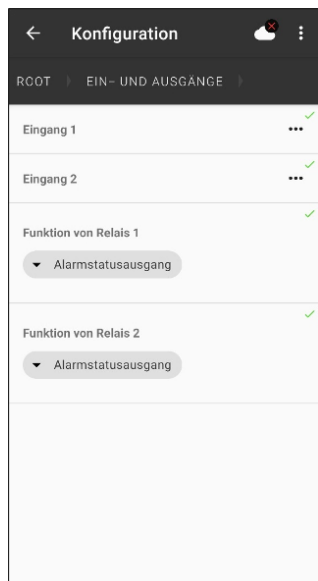 Konfiguration
ROOT EIN- UND AUSGÄNGE
Eingang 1
Eingang 2
Funktion von Relais 1
Alarmstatusausgang
Funktion von Relais 2
Alarmstatusausgang